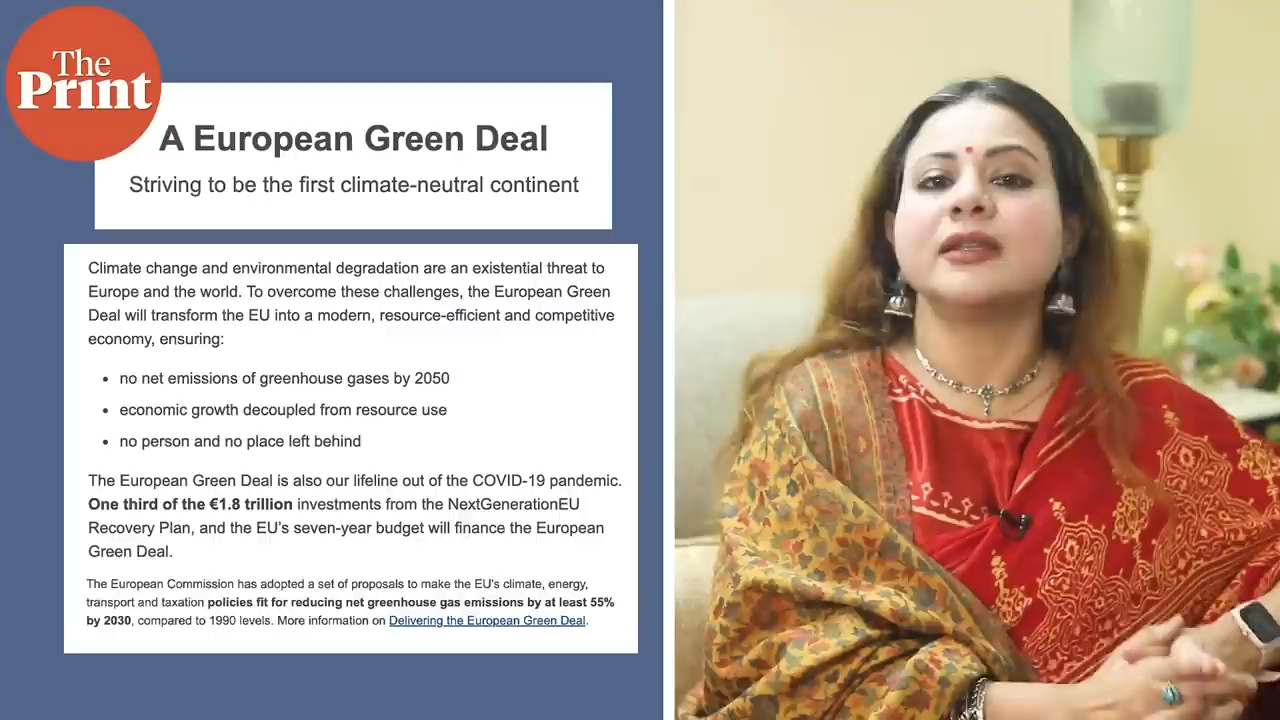 The
Print
A European Green Deal
Striving to be the first climate-neutral continent
Climate change and environmental degradation are an existential threat to
Europe and the world. To overcome these challenges, the European Green
Deal will transform the EU into a modern, resource-efficient and competitive
economy, ensuring:
• no net emissions of greenhouse gases by 2050
• economic growth decoupled from resource use
• no person and no place left behind
The European Green Deal is also our lifeline out of the COVID-19 pandemic.
One third of the €1.8 trillion investments from the NextGenerationEU
Recovery Plan, and the EU’s seven-year budget will finance the European
Green Deal.
The European Commission has adopted a set of proposals to make the EU’s climate, energy,
transport and taxation policies fit for reducing net greenhouse gas emissions by at least 55%
by 2030, compared to 1990 levels. More information on Delivering the European Green Deal.